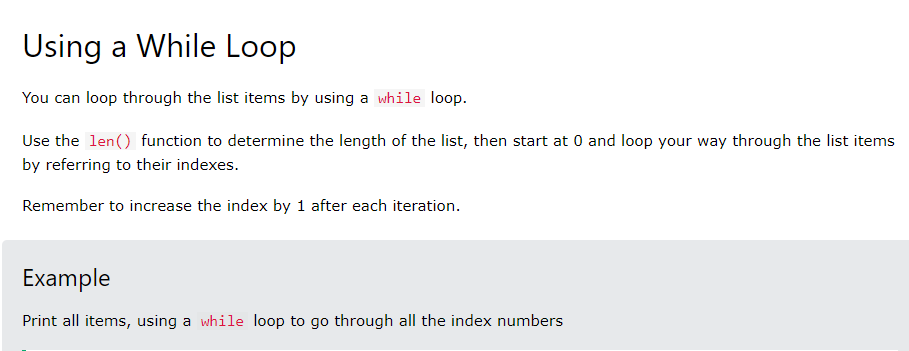 Using a While Loop
You can loop through the list items by using a while loop.
Use the len() function to determine the length of the list, then start at 0 and loop your way through the list items
by referring to their indexes.
Remember to increase the index by 1 after each iteration.
Example
Print all items, using a while loop to go through all the index numbers